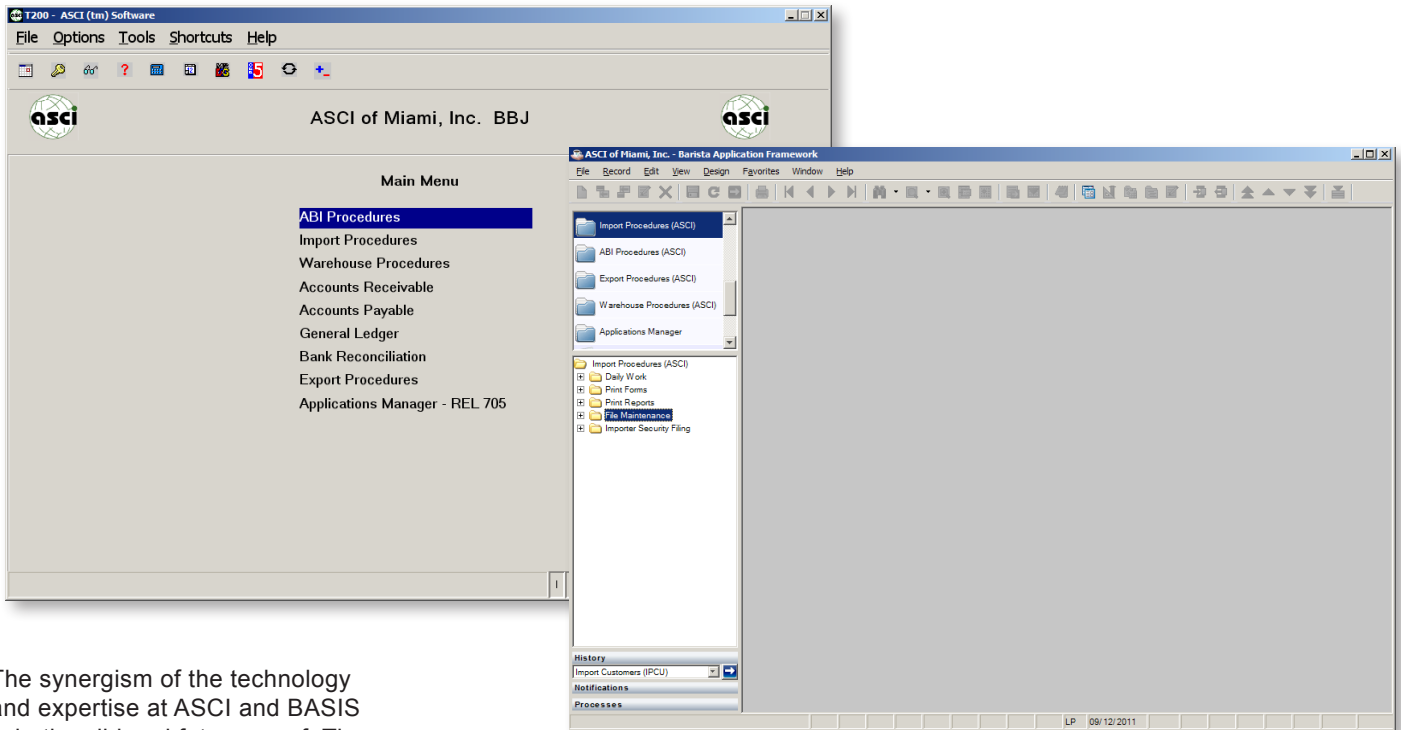 T200 - ASCI (tm) Software
File Options Tools Shortcuts Help
asci
ASCI of Miami, Inc. BBJ
asci
Main Menu
ABI Procedures
Import Procedures
Warehouse Procedures
Accounts Receivable
Accounts Payable
General Ledger
Bank Reconciliation
Export Procedures
Applications Manager - REL 705
ASCI of Miami, Inc. - Barista Application Framework
File Record Edit View Design Favorites Window Help
Import Procedures (ASCI)
ABI Procedures (ASCI)
Export Procedures (ASCI)
Warehouse Procedures (ASCI)
Applications Manager
Import Procedures (ASCI)
Daily Work
Print Forms
Print Reports
File Maintenance
Importer Security Filing
History
Import Customers (IPCU)
Notifications
Processes
LP 09/12/2011
The synergism of the technology
and expertise at ASCI and BASIS